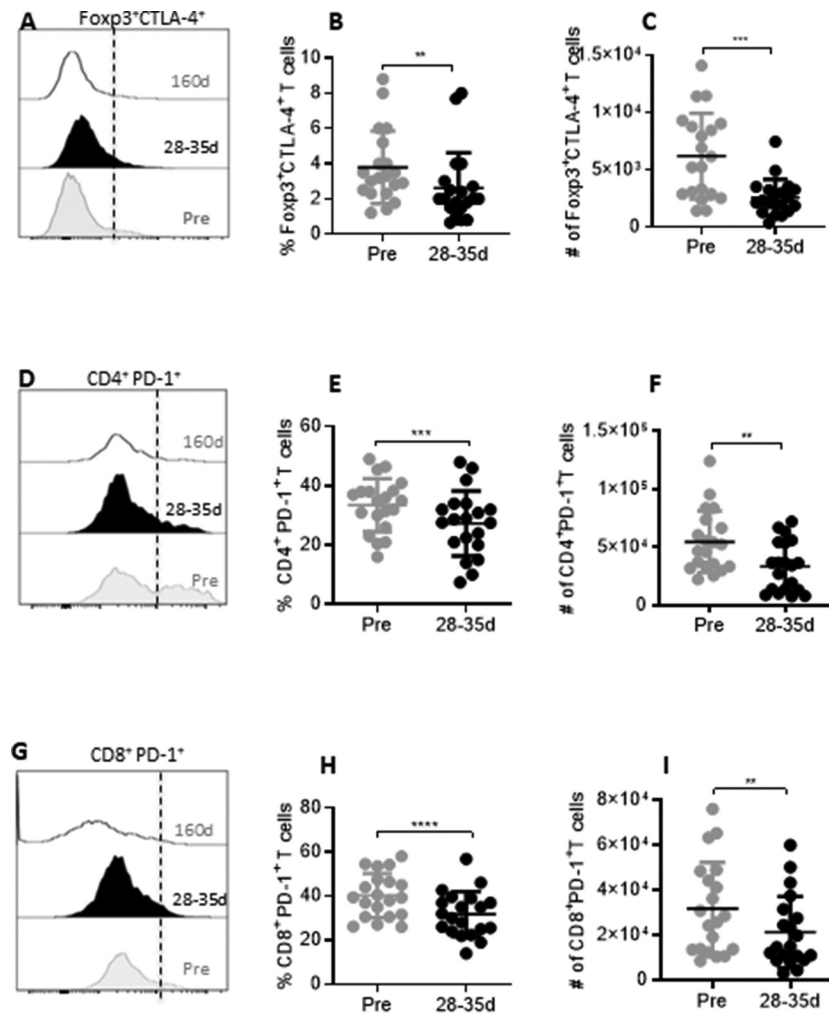 A
Foxp3⁺CTLA-4⁺
160d
28-35d
Pre
B
% Foxp3⁺CTLA-4⁺ T cells
10
8
6
4
2
0
**
Pre 28-35d
C
# of Foxp3⁺CTLA-4⁺ T cells
1.5×10⁴
1×10⁴
5×10³
0
***
Pre 28-35d
D
CD4⁺ PD-1⁺
160d
28-35d
Pre
E
% CD4⁺ PD-1⁺T cells
60
40
20
0
***
Pre 28-35d
F
# of CD4⁺PD-1⁺T cells
1.5×10⁵
1×10⁵
5×10⁴
0
**
Pre 28-35d
G
CD8⁺ PD-1⁺
160d
28-35d
Pre
H
% CD8⁺PD-1⁺T cells
80
60
40
20
0
****
Pre 28-35d
I
# of CD8⁺PD-1⁺T cells
8×10⁴
6×10⁴
4×10⁴
2×10⁴
0
**
Pre 28-35d